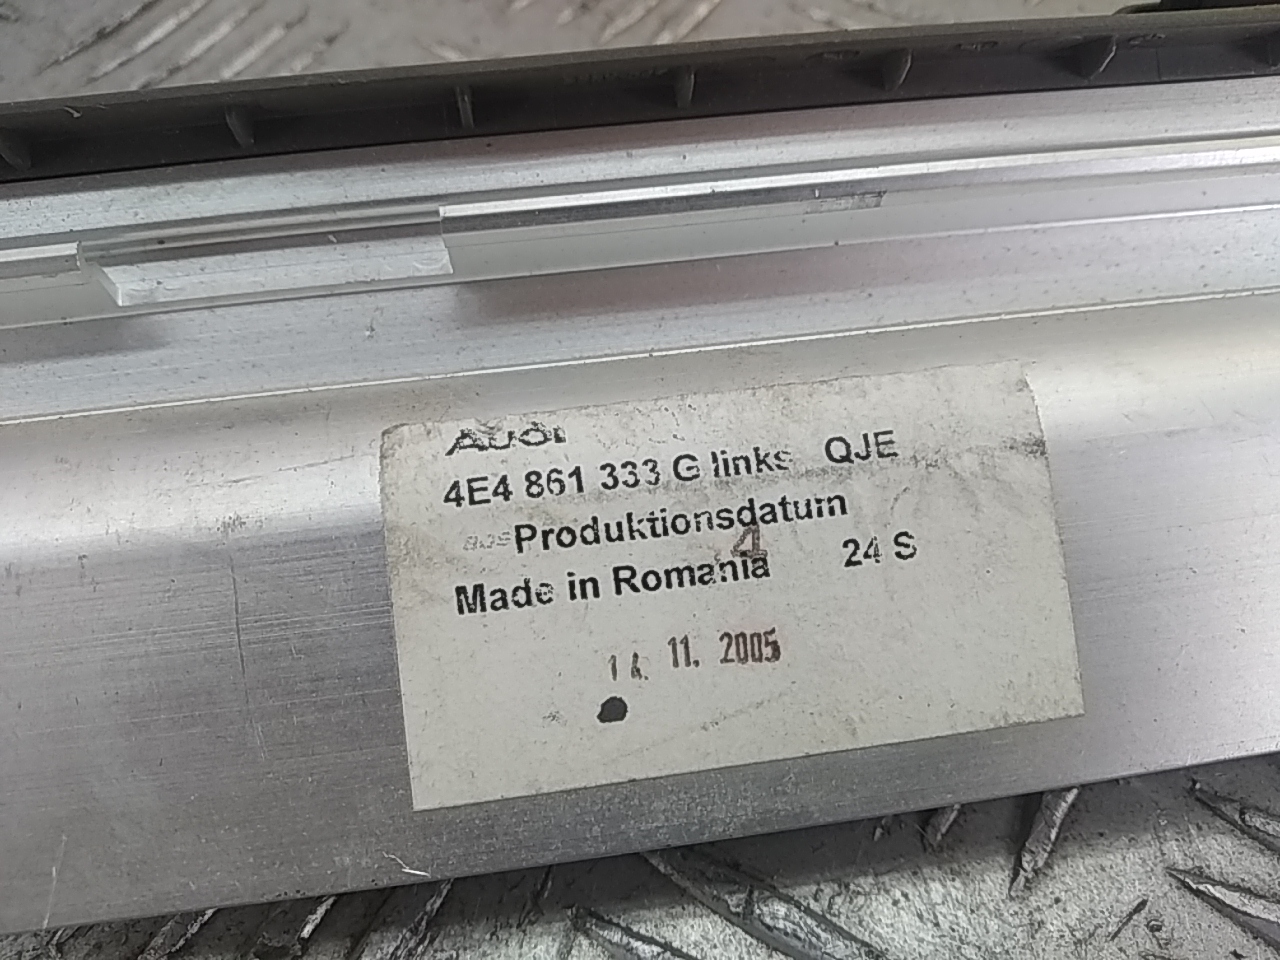 Audi
4E4 861 333 G links QJE
Produktionsdatum
4
Made in Romania 24 S
14. 11. 2005